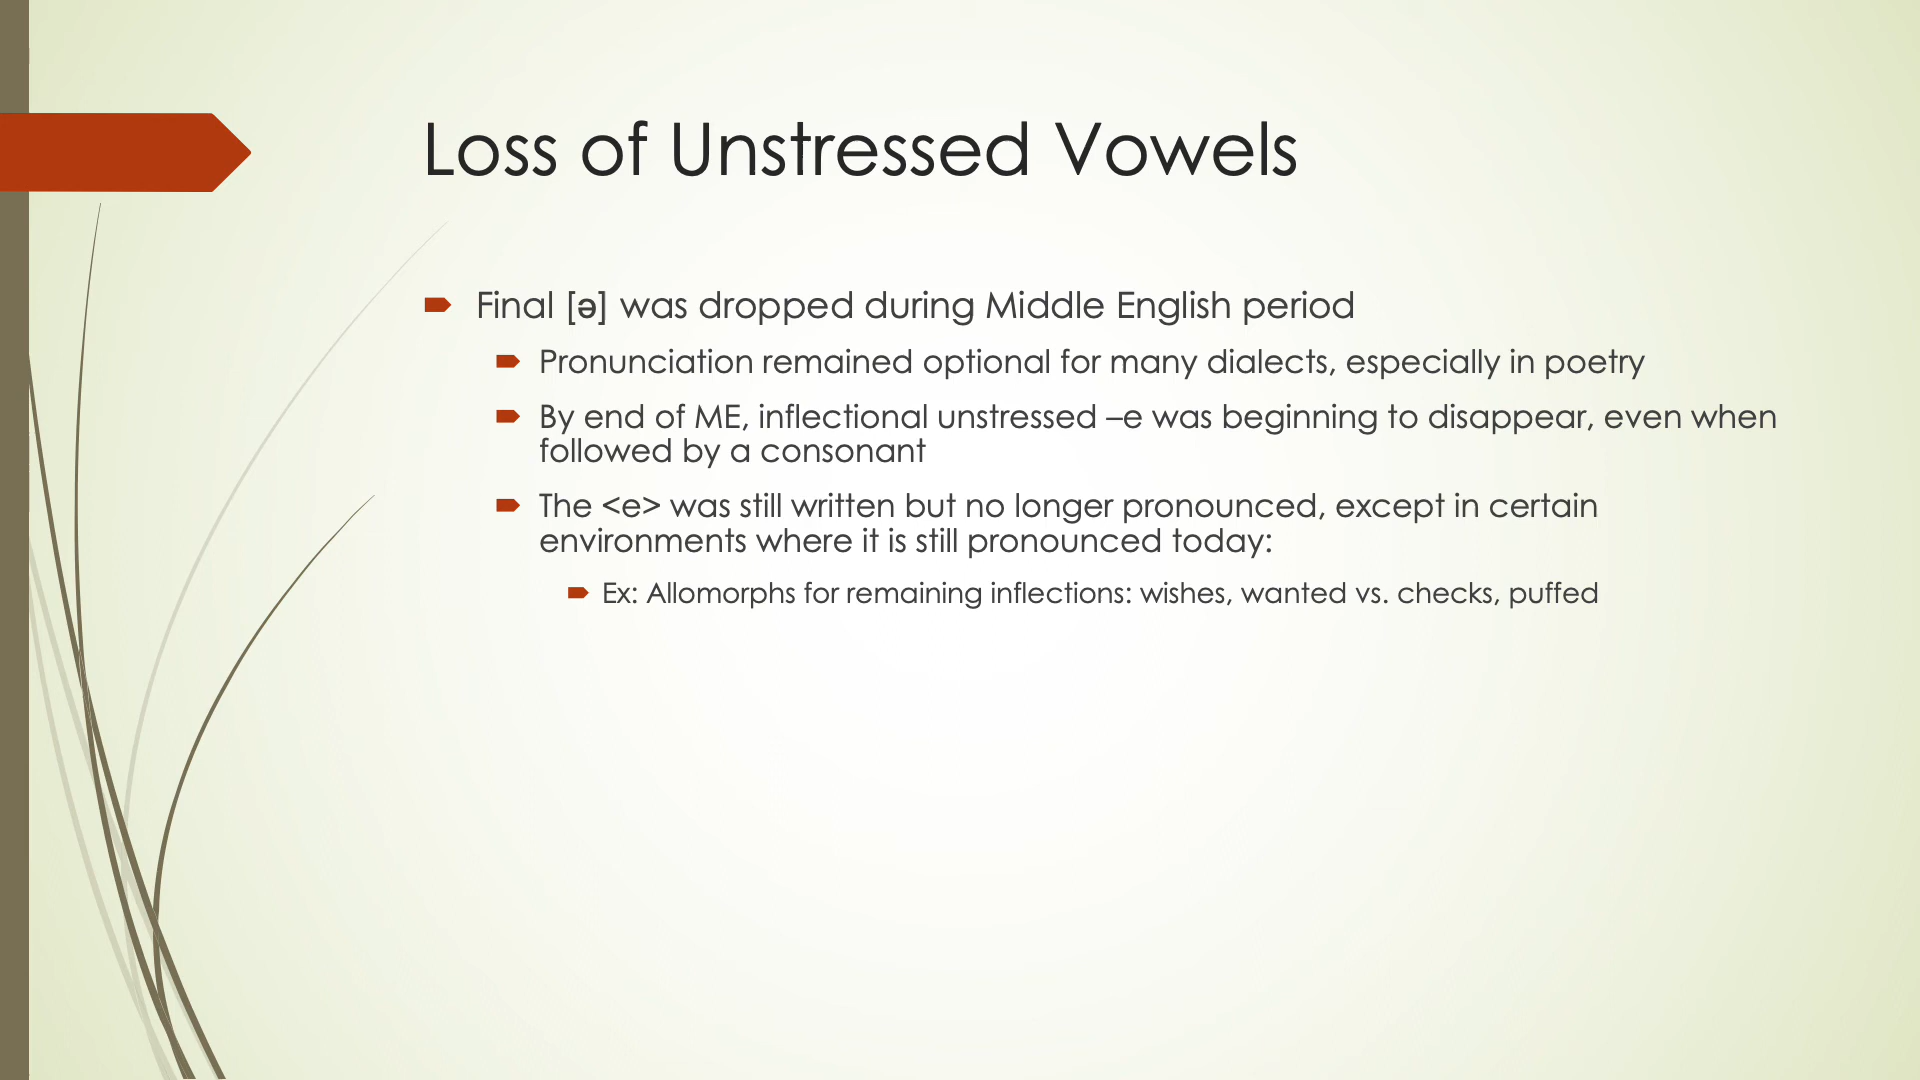 Loss of Unstressed Vowels
Final [ə] was dropped during Middle English period
Pronunciation remained optional for many dialects, especially in poetry
By end of ME, inflectional unstressed –e was beginning to disappear, even when
followed by a consonant
The <e> was still written but no longer pronounced, except in certain
environments where it is still pronounced today:
Ex: Allomorphs for remaining inflections: wishes, wanted vs. checks, puffed